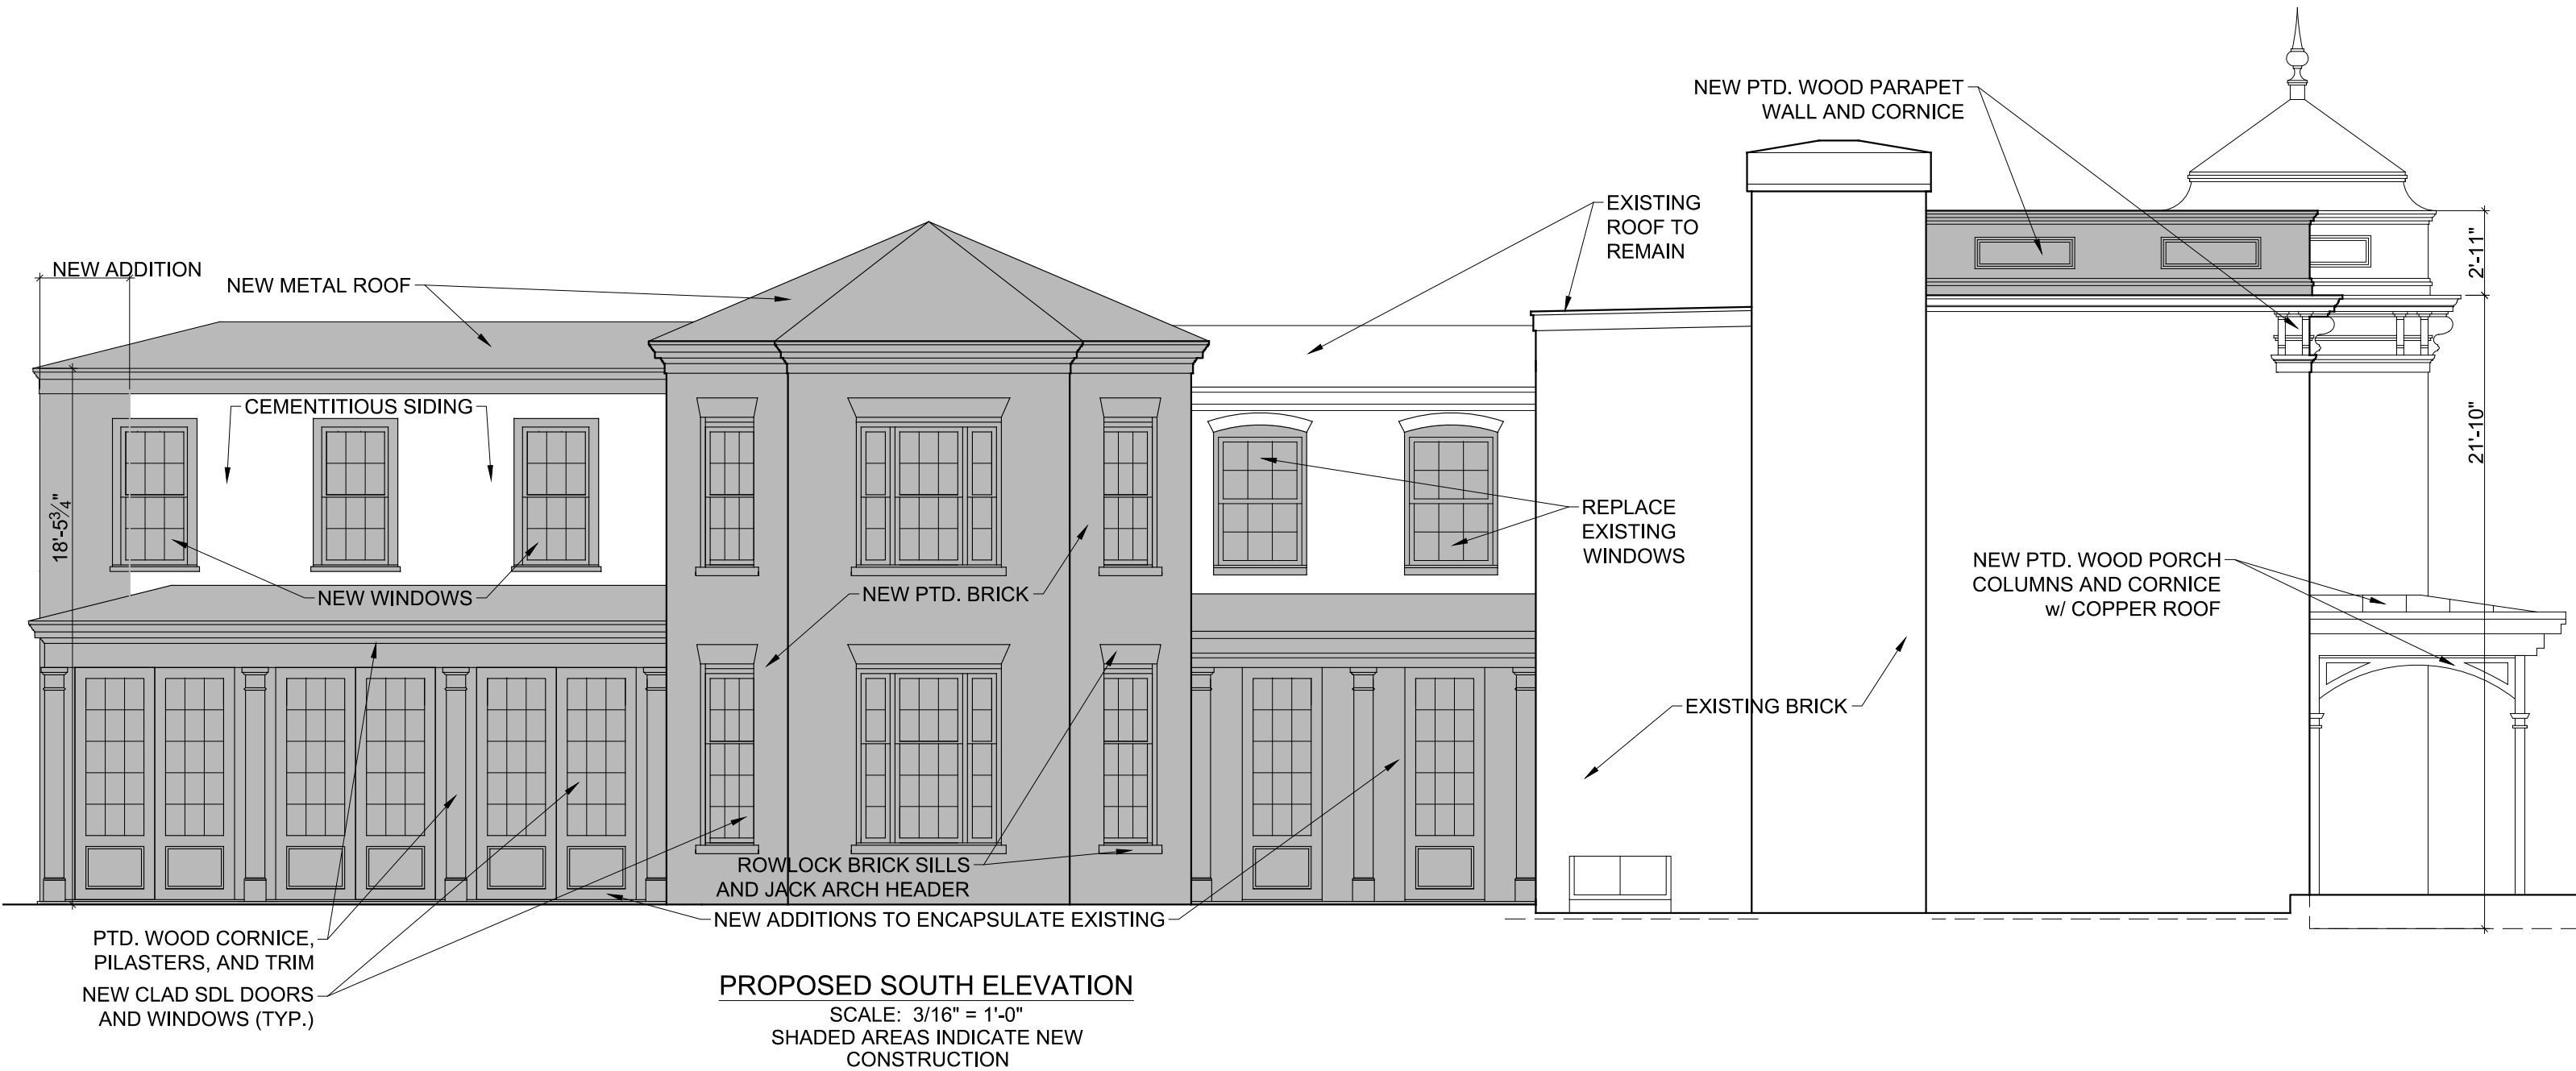 NEW PTD. WOOD PARAPET
WALL AND CORNICE
EXISTING
ROOF TO
REMAIN
2'-11"
NEW ADDITION
NEW METAL ROOF
CEMENTITIOUS SIDING
21'-10"
18'-5 3/4"
REPLACE
EXISTING
WINDOWS
NEW PTD. WOOD PORCH
COLUMNS AND CORNICE
w/ COPPER ROOF
NEW WINDOWS
NEW PTD. BRICK
EXISTING BRICK
ROWLOCK BRICK SILLS
AND JACK ARCH HEADER
NEW ADDITIONS TO ENCAPSULATE EXISTING
PTD. WOOD CORNICE,
PILASTERS, AND TRIM
NEW CLAD SDL DOORS
AND WINDOWS (TYP.)
PROPOSED SOUTH ELEVATION
SCALE: 3/16" = 1'-0"
SHADED AREAS INDICATE NEW
CONSTRUCTION